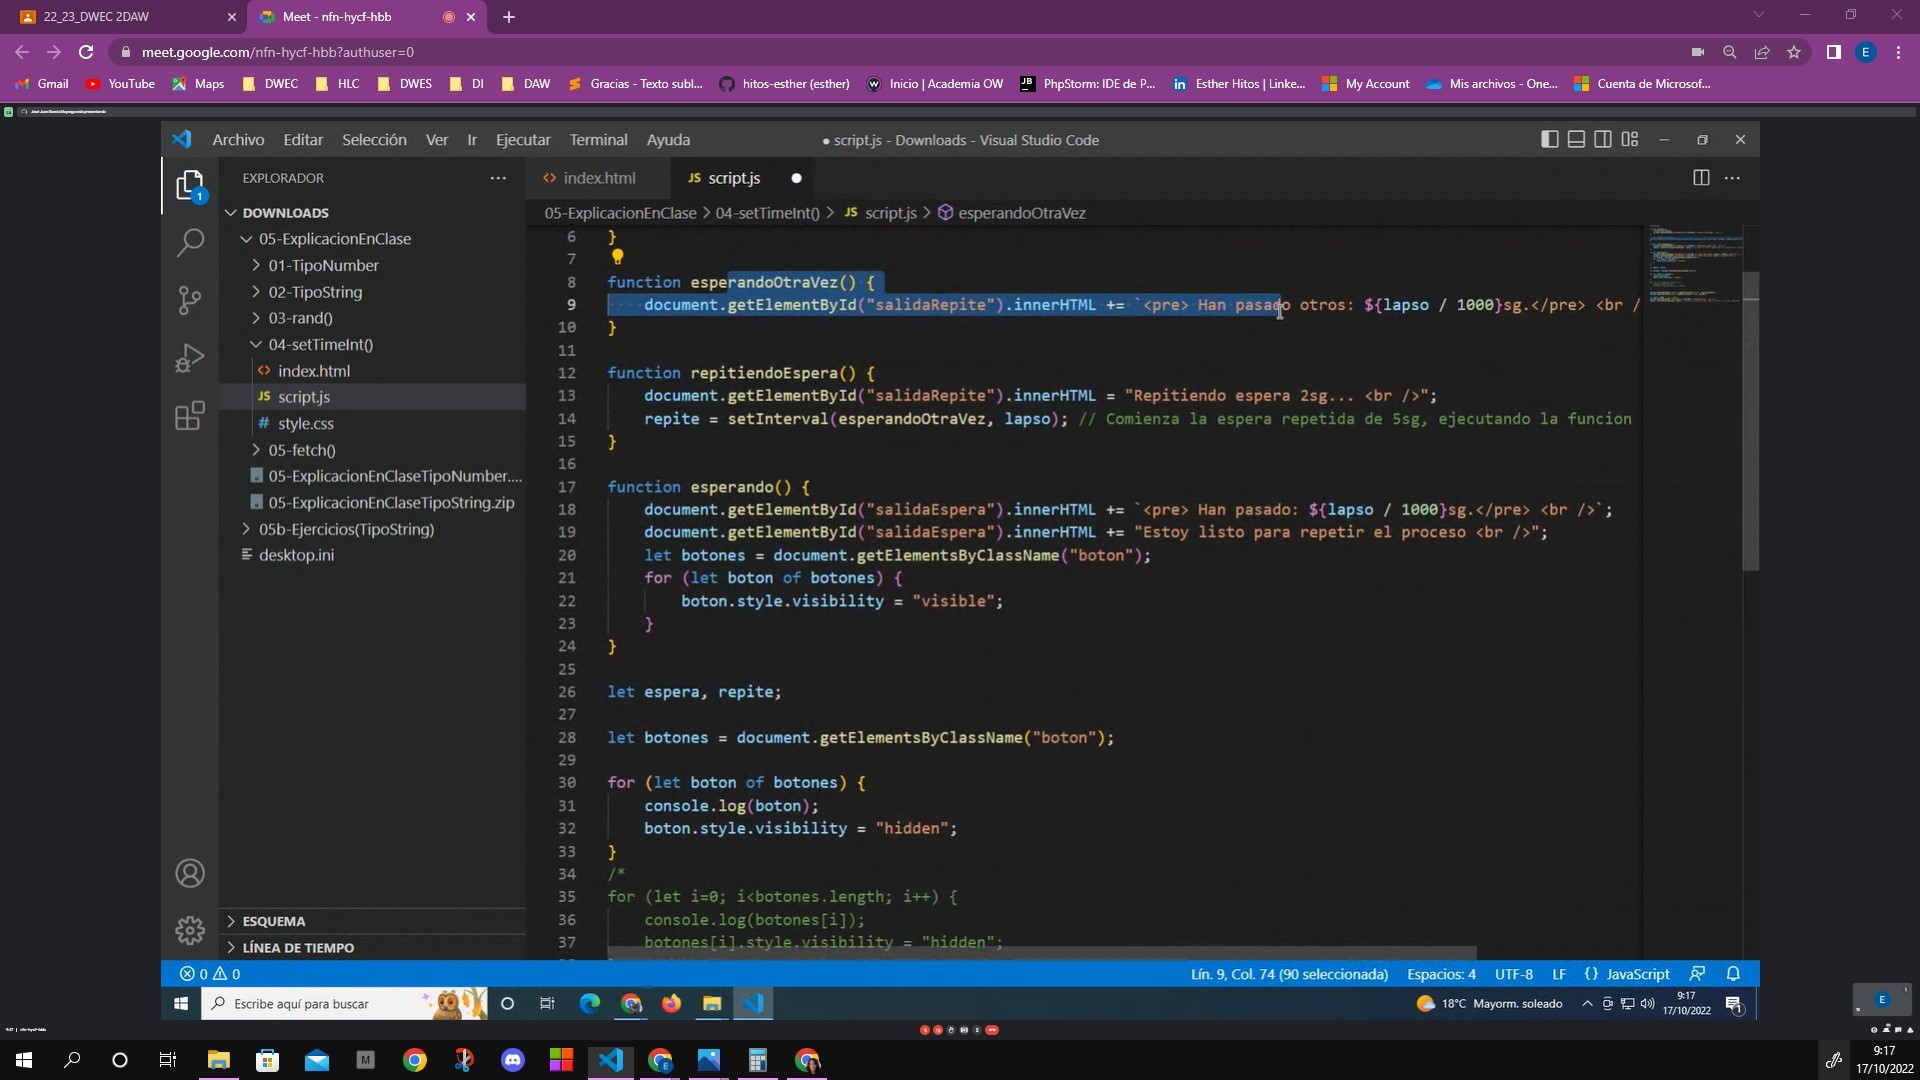 22_23_DWEC 2DAW
Meet - nfn-hycf-hbb
meet.google.com/nfn-hycf-hbb?authuser=0
E
Gmail
YouTube
Maps
DWEC
HLC
DWES
DI
DAW
Gracias - Texto subl...
hitos-esther (esther)
Inicio | Academia OW
PhpStorm: IDE de P...
Esther Hitos | Linke...
My Account
Mis archivos - One...
Cuenta de Microsof...
Archivo Editar Selección Ver Ir Ejecutar Terminal Ayuda
● script.js - Downloads - Visual Studio Code
EXPLORADOR
index.html
JS script.js
05-ExplicacionEnClase > 04-setTimeInt() > JS script.js > esperandoOtraVez
1
DOWNLOADS
05-ExplicacionEnClase
01-TipoNumber
02-TipoString
03-rand()
04-setTimeInt()
index.html
JS script.js
# style.css
05-fetch()
05-ExplicacionEnClaseTipoNumber....
05-ExplicacionEnClaseTipoString.zip
05b-Ejercicios(TipoString)
desktop.ini
ESQUEMA
LÍNEA DE TIEMPO
6 }
7
8 function esperandoOtraVez() {
9 document.getElementById("salidaRepite").innerHTML += `<pre> Han pasado otros: ${lapso / 1000}sg.</pre> <br /
10 }
11
12 function repitiendoEspera() {
13 document.getElementById("salidaRepite").innerHTML = "Repitiendo espera 2sg... <br />";
14 repite = setInterval(esperandoOtraVez, lapso); // Comienza la espera repetida de 5sg, ejecutando la funcion
15 }
16
17 function esperando() {
18 document.getElementById("salidaEspera").innerHTML += `<pre> Han pasado: ${lapso / 1000}sg.</pre> <br />`;
19 document.getElementById("salidaEspera").innerHTML += "Estoy listo para repetir el proceso <br />";
20 let botones = document.getElementsByClassName("boton");
21 for (let boton of botones) {
22 boton.style.visibility = "visible";
23 }
24 }
25
26 let espera, repite;
27
28 let botones = document.getElementsByClassName("boton");
29
30 for (let boton of botones) {
31 console.log(boton);
32 boton.style.visibility = "hidden";
33 }
34 /*
35 for (let i=0; i<botones.length; i++) {
36 console.log(botones[i]);
37 botones[i].style.visibility = "hidden";
0 0
Lín. 9, Col. 74 (90 seleccionada) Espacios: 4 UTF-8 LF {} JavaScript
Escribe aquí para buscar
18°C Mayorm. soleado
9:17
17/10/2022
1
E
9:17
17/10/2022